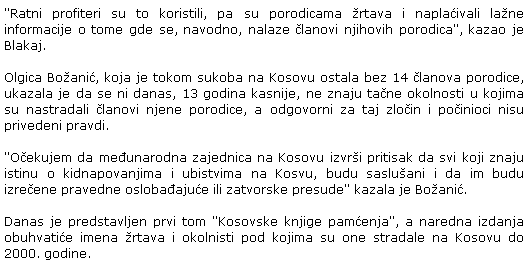 "Ratni profiteri su to koristili, pa su porodicama žrtava i naplaćivali lažne
informacije o tome gde se, navodno, nalaze članovi njihovih porodica", kazao je
Blakaj.
Olgica Božanić, koja je tokom sukoba na Kosovu ostala bez 14 članova porodice,
ukazala je da se ni danas, 13 godina kasnije, ne znaju tačne okolnosti u kojima
su nastradali članovi njene porodice, a odgovorni za taj zločin i počinioci nisu
privedeni pravdi.
"Očekujem da međunarodna zajednica na Kosovu izvrši pritisak da svi koji znaju
istinu o kidnapovanjima i ubistvima na Kosvu, budu saslušani i da im budu
izrečene pravedne oslobađajuće ili zatvorske presude" kazala je Božanić.
Danas je predstavljen prvi tom "Kosovske knjige pamćenja", a naredna izdanja
obuhvatiće imena žrtava i okolnisti pod kojima su one stradale na Kosovu do
2000. godine.